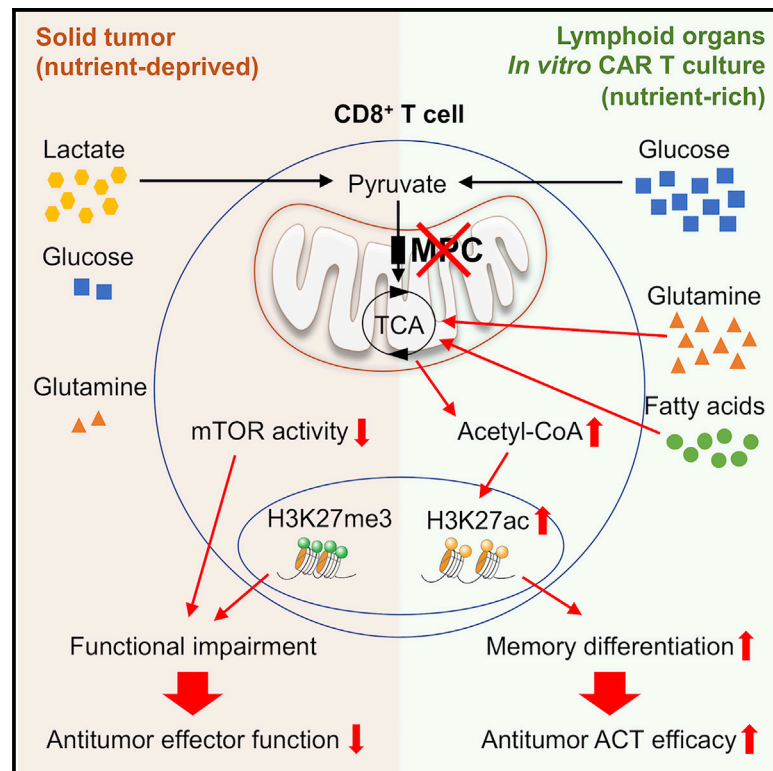 Solid tumor
(nutrient-deprived)
Lymphoid organs
In vitro CAR T culture
(nutrient-rich)
CD8+ T cell
Lactate
Pyruvate
Glucose
Glucose
MPC
TCA
Glutamine
Glutamine
Fatty acids
mTOR activity
Acetyl-CoA
H3K27me3
H3K27ac
Functional impairment
Memory differentiation
Antitumor effector function
Antitumor ACT efficacy